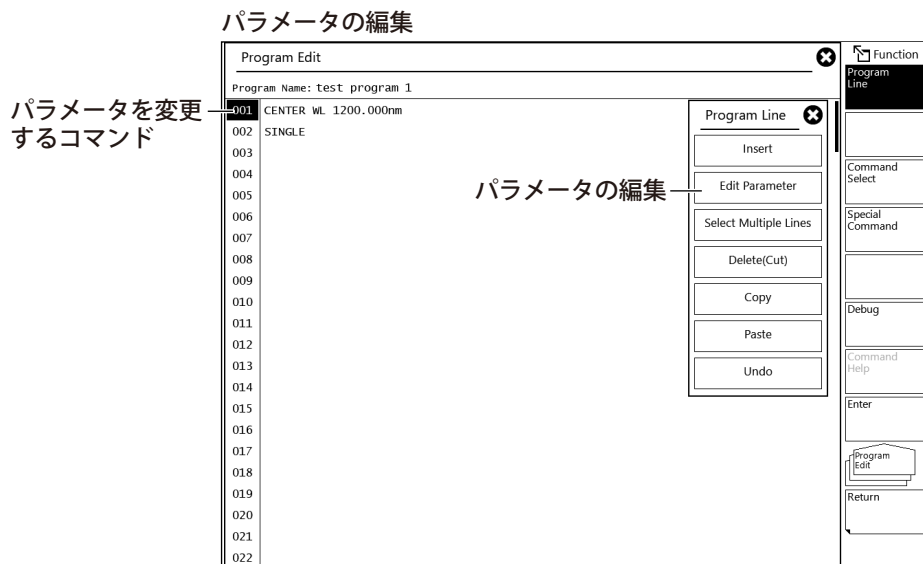 パラメータの編集
Program Edit
Program Name: test program 1
パラメータを変更
するコマンド
001 CENTER WL 1200.000nm
002 SINGLE
003
004
005
006
007
008
009
010
011
012
013
014
015
016
017
018
019
020
021
022
Program Line
Insert
パラメータの編集
Edit Parameter
Select Multiple Lines
Delete(Cut)
Copy
Paste
Undo
Function
Program
Line
Command
Select
Special
Command
Debug
Command
Help
Enter
Program
Edit
Return